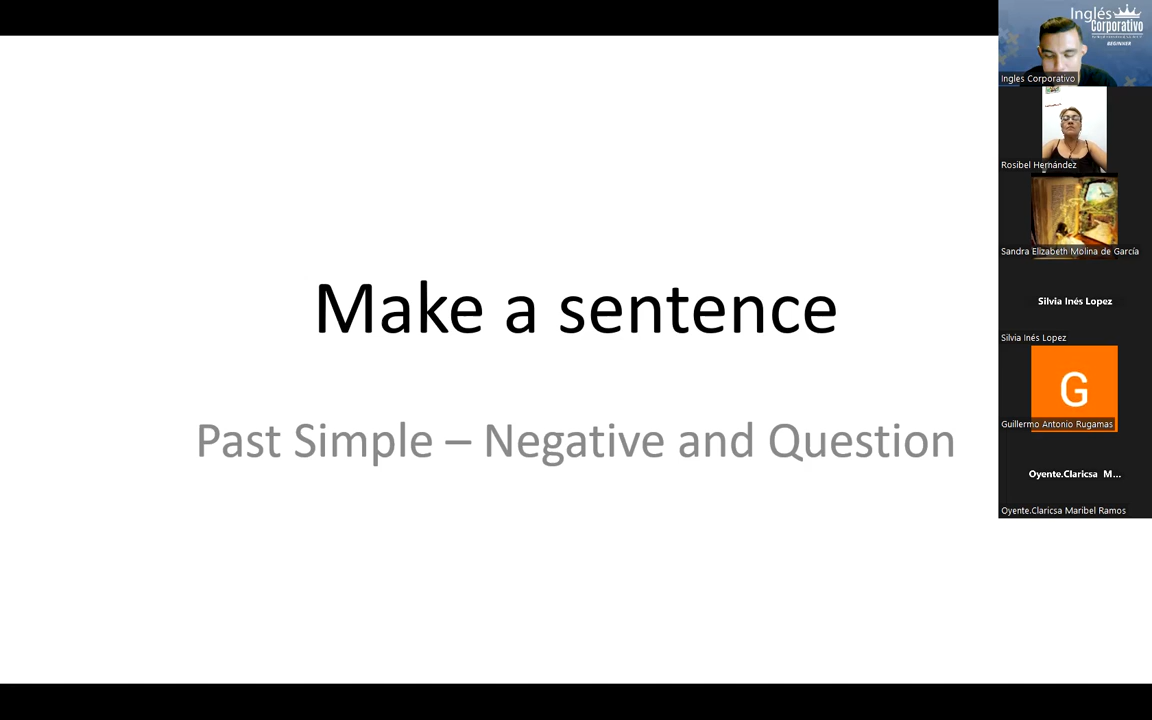 Make a sentence
Past Simple – Negative and Question
Inglés
Corporativo
BEGINNER
Ingles Corporativo
Rosibel Hernández
Sandra Elizabeth Molina de García
Silvia Inés Lopez
Silvia Inés Lopez
G
Guillermo Antonio Rugamas
Oyente.Claricsa M...
Oyente.Claricsa Maribel Ramos